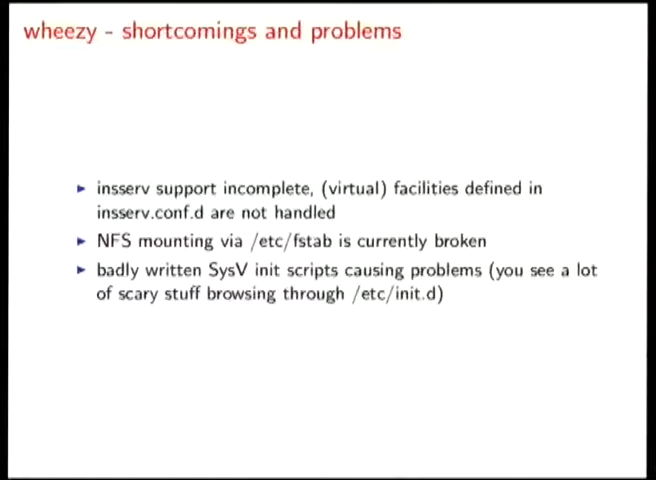 wheezy - shortcomings and problems
insserv support incomplete, (virtual) facilities defined in
insserv.conf.d are not handled
NFS mounting via /etc/fstab is currently broken
badly written SysV init scripts causing problems (you see a lot
of scary stuff browsing through /etc/init.d)